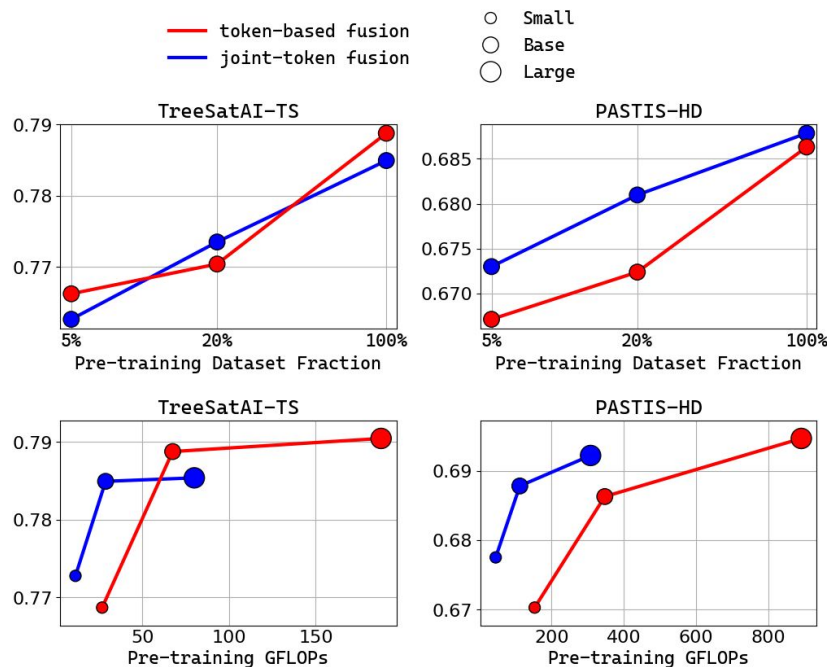 token-based fusion
joint-token fusion
Small
Base
Large
TreeSatAI-TS
0.79
0.78
0.77
5%
20%
100%
Pre-training Dataset Fraction
PASTIS-HD
0.685
0.680
0.675
0.670
5%
20%
100%
Pre-training Dataset Fraction
TreeSatAI-TS
0.79
0.78
0.77
50
100
150
Pre-training GFLOPs
PASTIS-HD
0.69
0.68
0.67
200
400
600
800
Pre-training GFLOPs